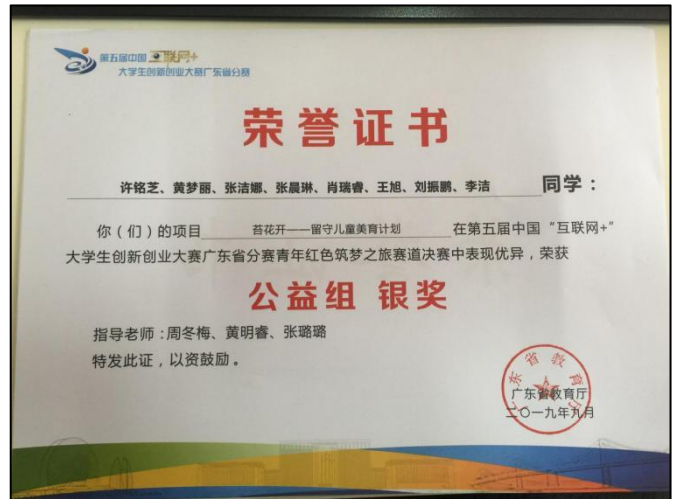 第五届中国 互联网+
大学生创新创业大赛广东省分赛
荣誉证书
许铭芝、黄梦丽、张洁娜、张晨琳、肖瑞睿、王旭、刘振鹏、李洁 同学：
你（们）的项目 苔花开——留守儿童美育计划 在第五届中国“互联网+”
大学生创新创业大赛广东省分赛青年红色筑梦之旅赛道决赛中表现优异，荣获
公益组 银奖
指导老师：周冬梅、黄明睿、张璐璐
特发此证，以资鼓励。
广东省教育厅
广东省教育厅
二〇一九年九月